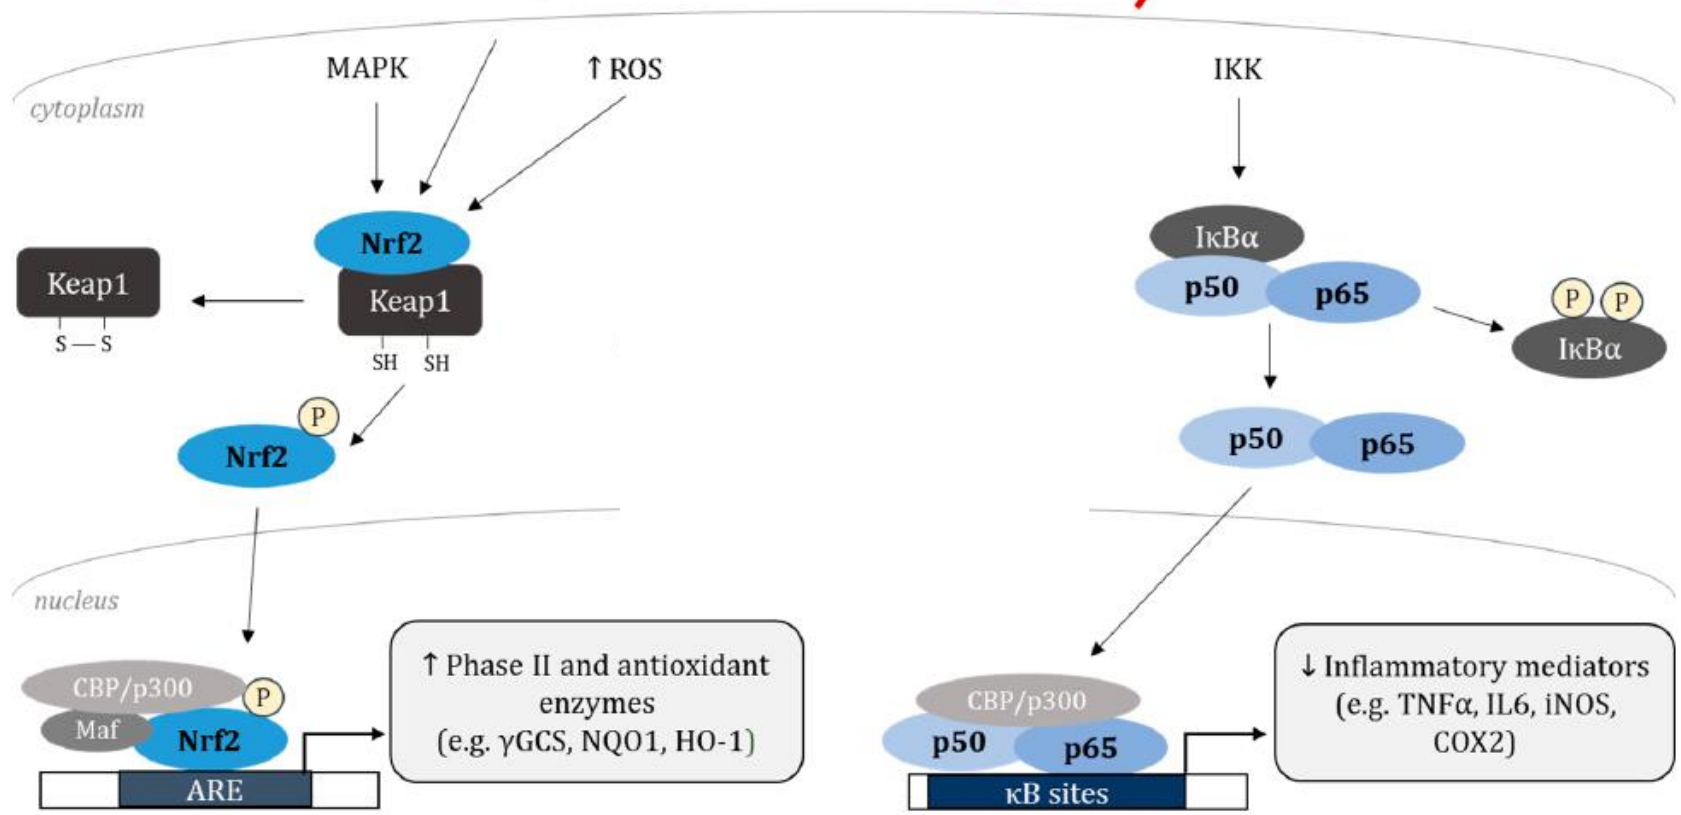 MAPK
↑ ROS
IKK
cytoplasm
Nrf2
Keap1
Keap1
S — S
SH SH
IκBα
p50 p65
P P
IκBα
P
Nrf2
p50 p65
nucleus
CBP/p300
P
Maf
Nrf2
ARE
↑ Phase II and antioxidant
enzymes
(e.g. γGCS, NQO1, HO-1)
CBP/p300
p50 p65
κB sites
↓ Inflammatory mediators
(e.g. TNFα, IL6, iNOS,
COX2)